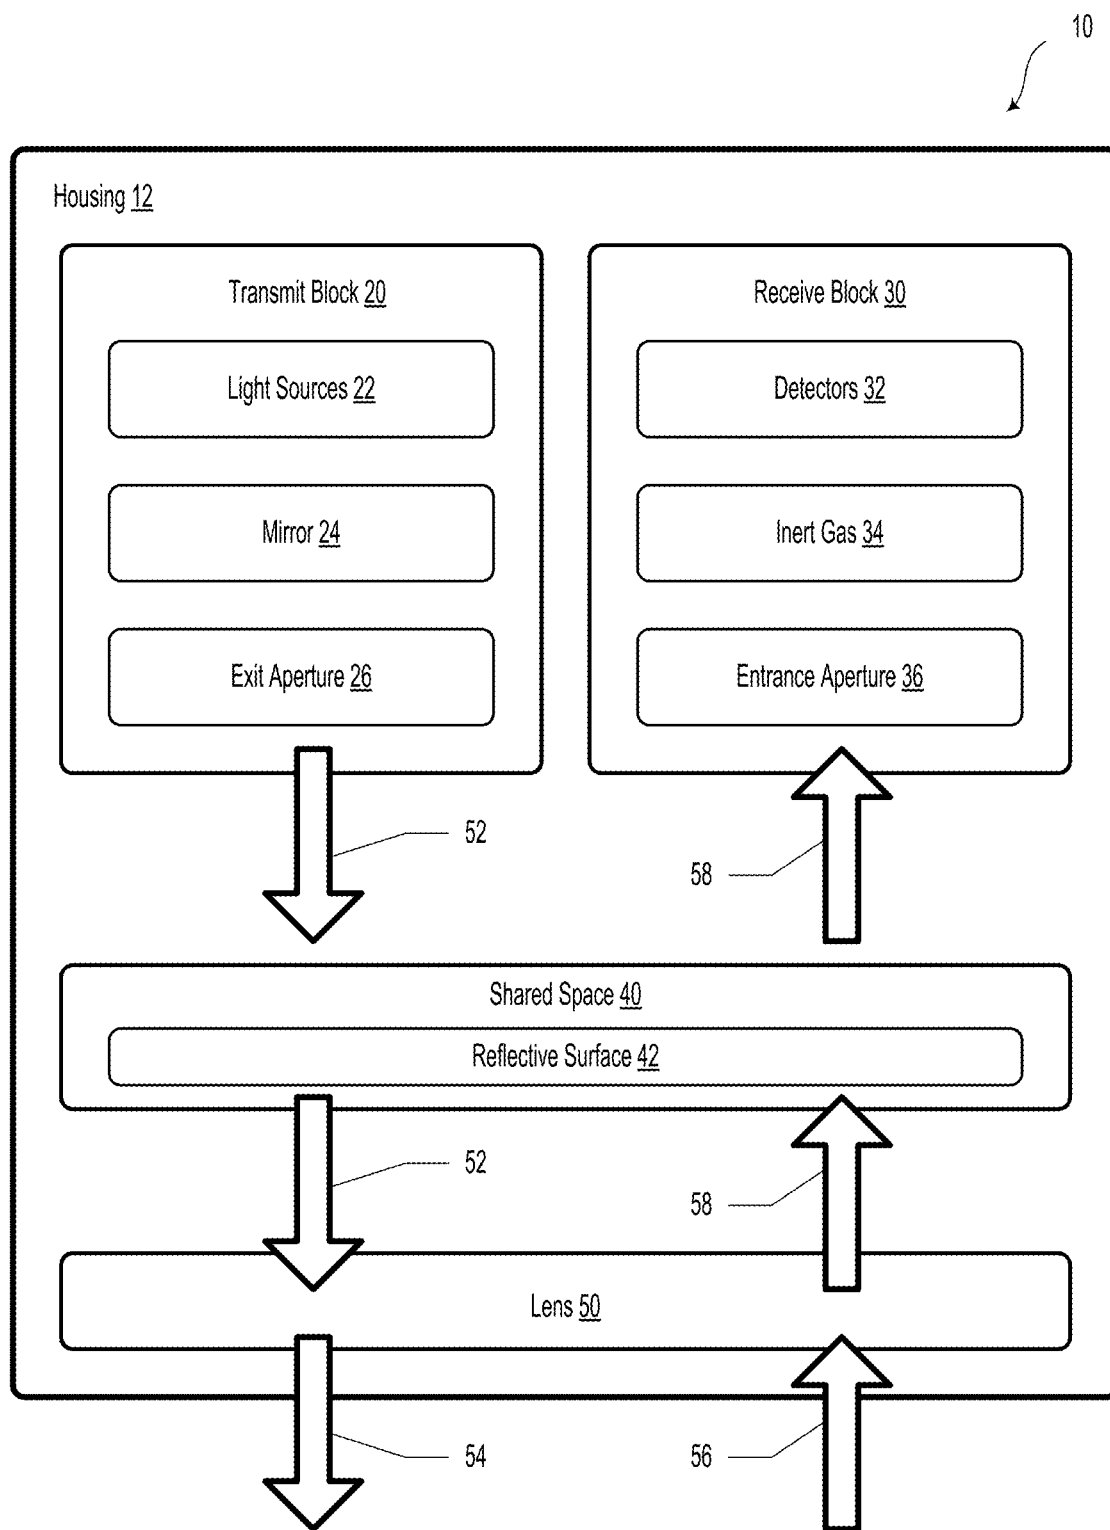 10
Housing 12
Transmit Block 20
Receive Block 30
Light Sources 22
Detectors 32
Mirror 24
Inert Gas 34
Exit Aperture 26
Entrance Aperture 36
52
58
Shared Space 40
Reflective Surface 42
52
58
Lens 50
54
56